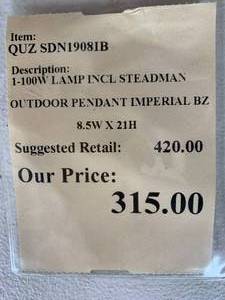 Item:
QUZ SDN1908IB
Description:
1-100W LAMP INCL STEADMAN
OUTDOOR PENDANT IMPERIAL BZ
8.5W X 21H
Suggested Retail: 420.00
Our Price:
315.00